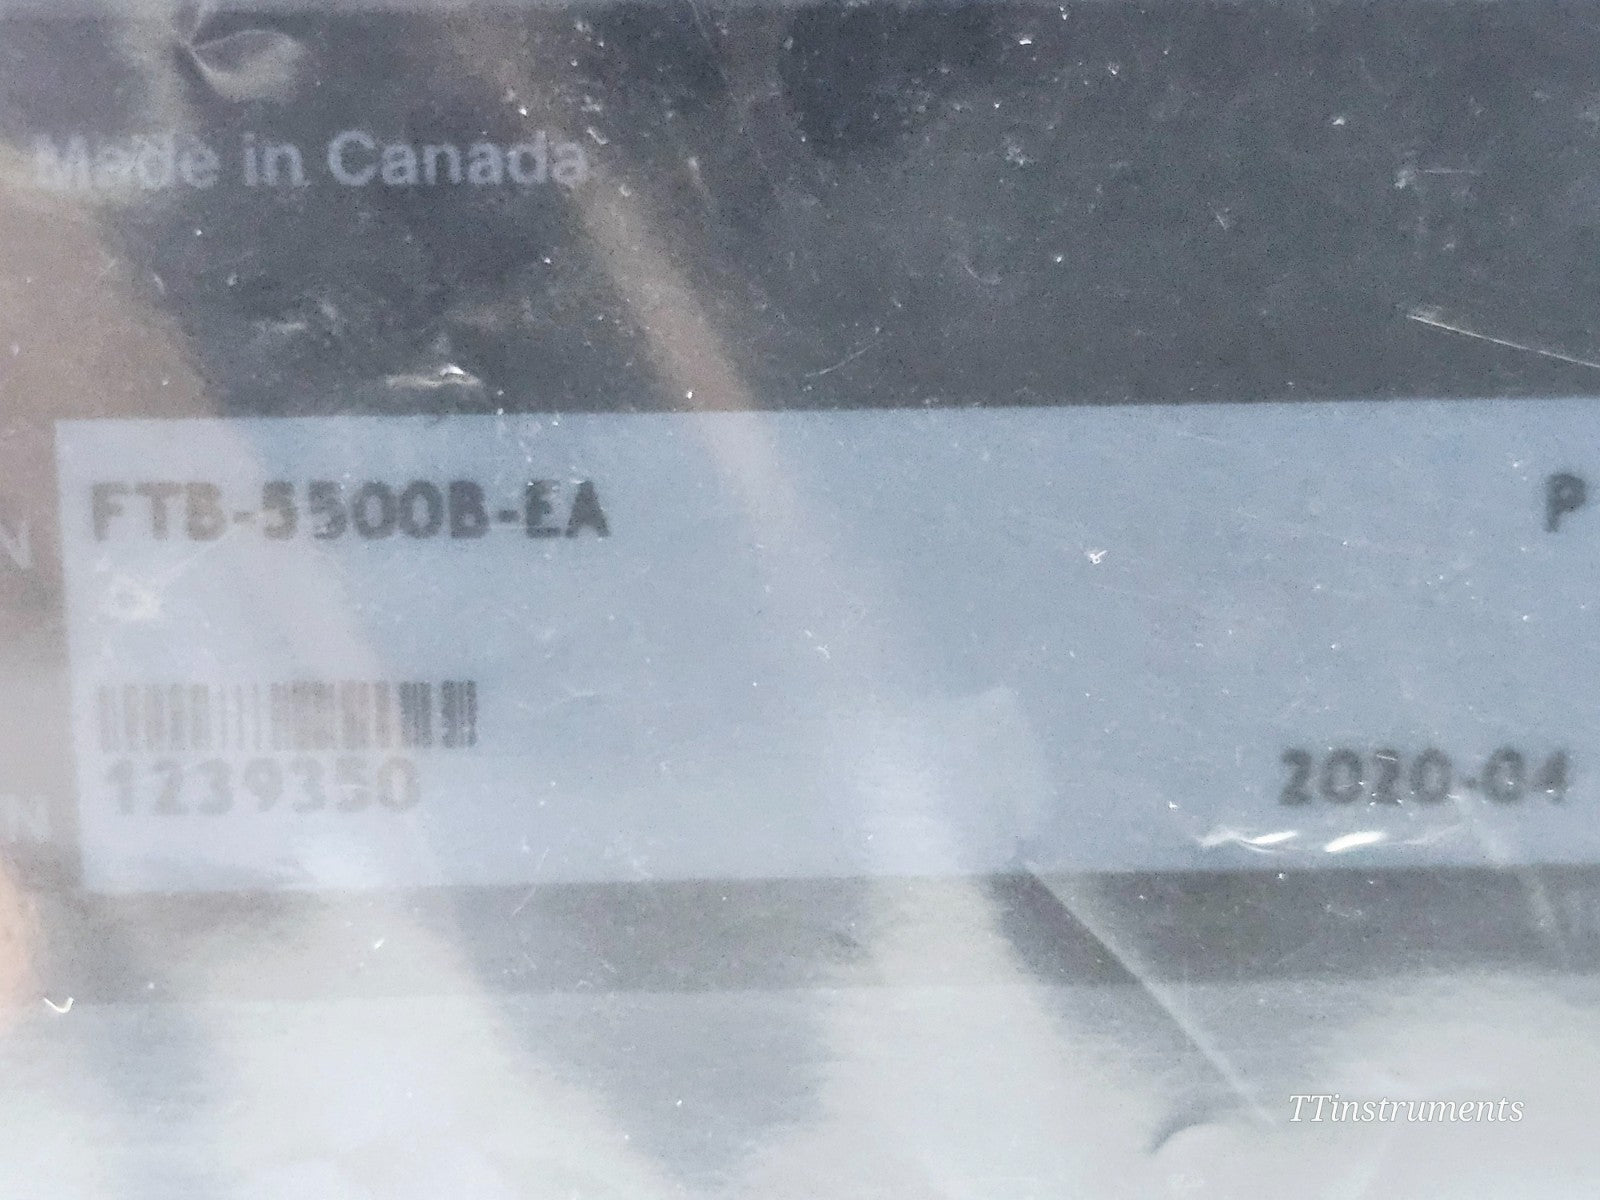 Made in Canada
FTB-5500B-EA
P
N
1239350
2020-04
N
TTinstruments